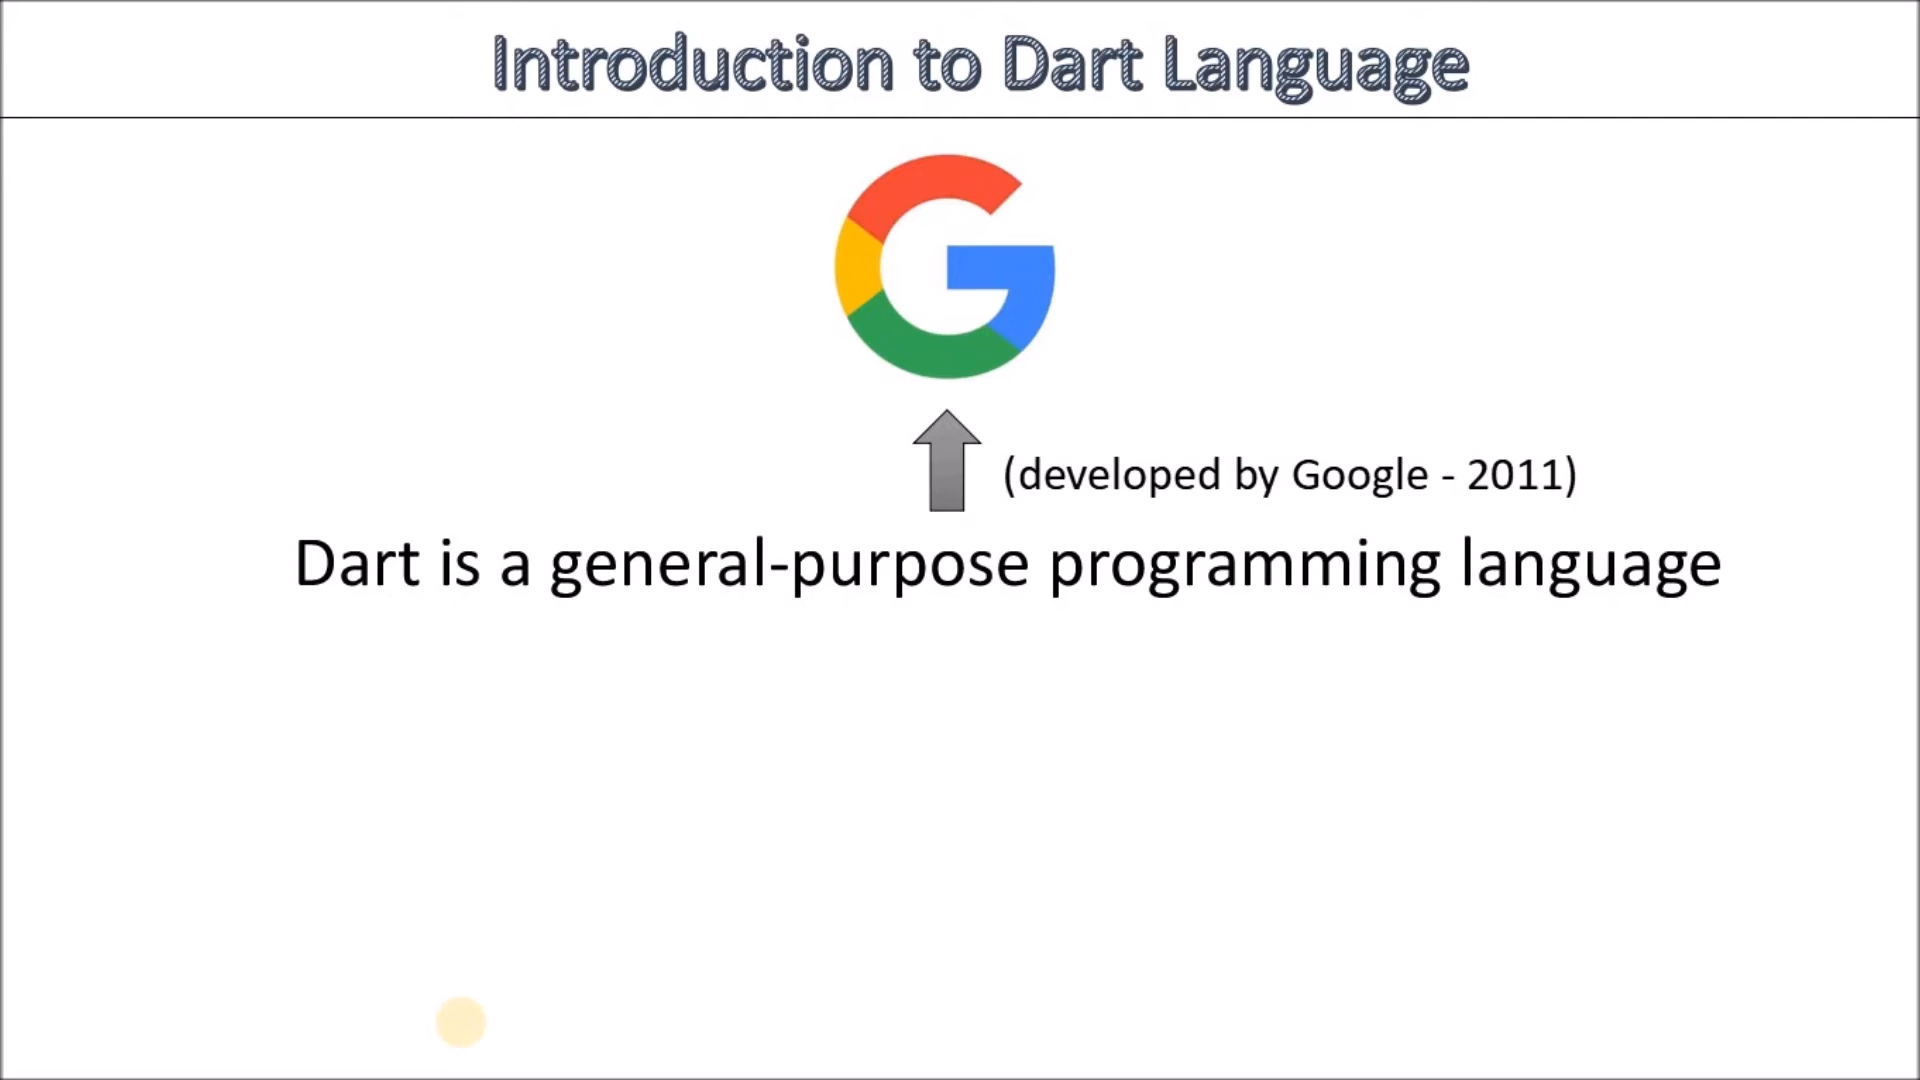 Introduction to Dart Language
(developed by Google - 2011)
Dart is a general-purpose programming language